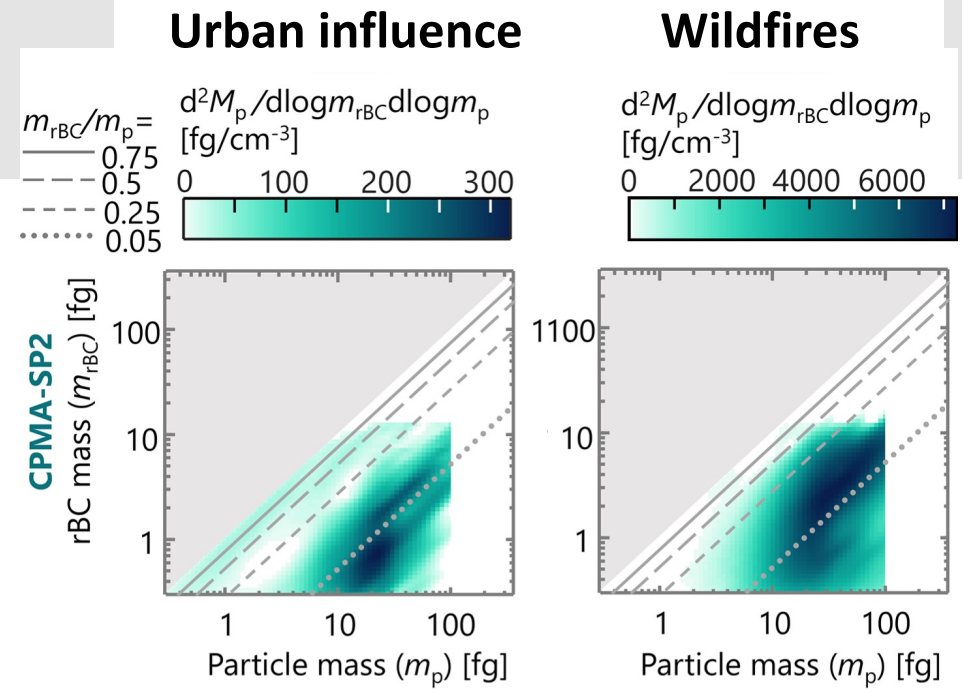 Urban influence
Wildfires
d²Mp/dlogmrBCdlogmp
[fg/cm-³]
d²Mp/dlogmrBCdlogmp
[fg/cm-³]
mrBC/mp=
0.75
0.5
0.25
0.05
0 100 200 300
0 2000 4000 6000
CPMA-SP2
rBC mass (mrBC) [fg]
100
10
1
1 10 100
Particle mass (mp) [fg]
1100
10
1
1 10 100
Particle mass (mp) [fg]